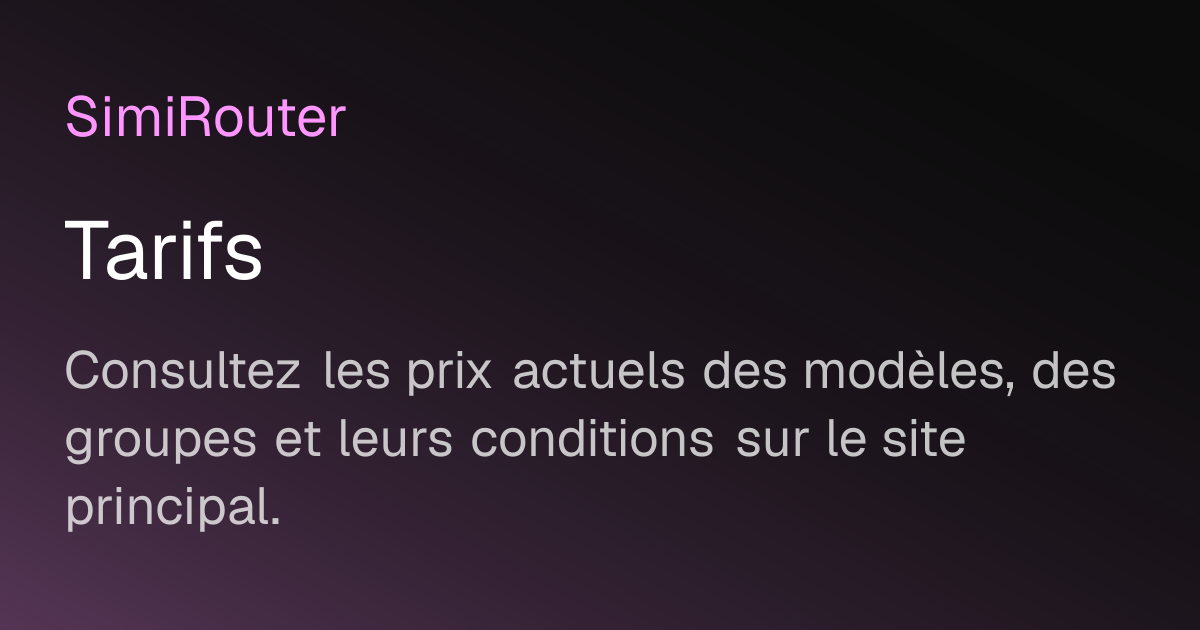 SimiRouter
Tarifs
Consultez les prix actuels des modèles, des
groupes et leurs conditions sur le site
principal.